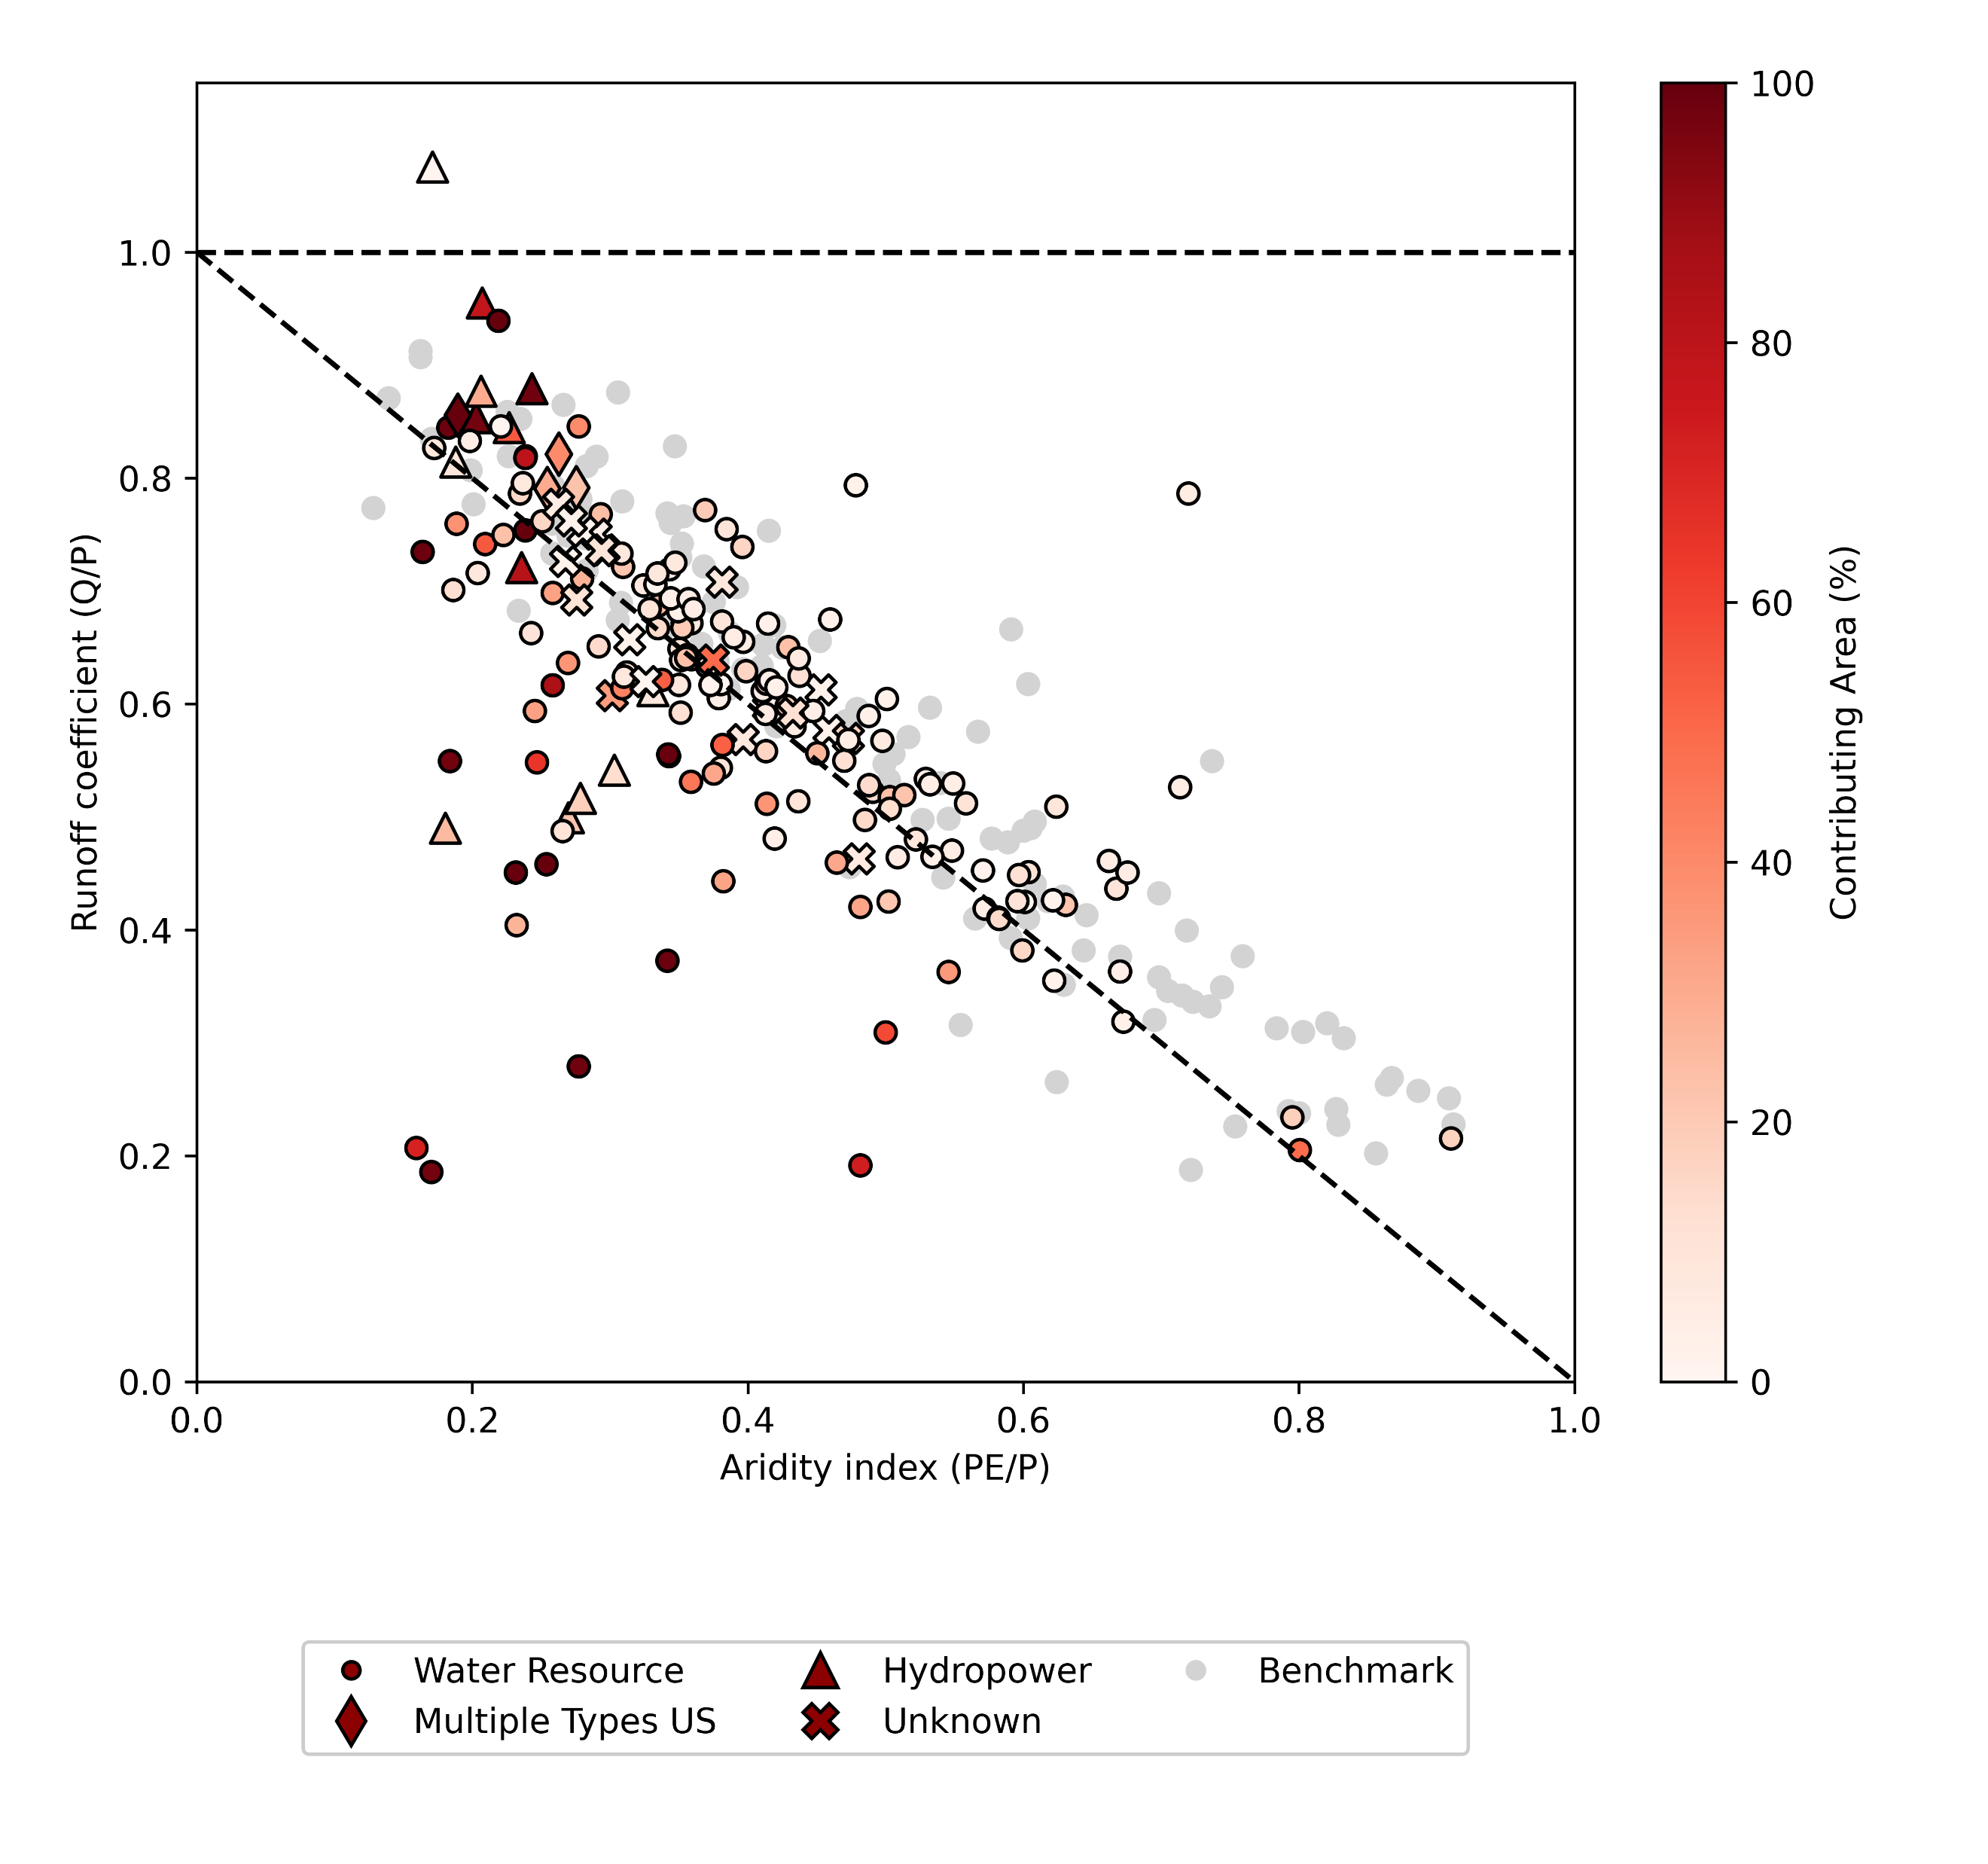 1.0
0.8
0.6
0.4
0.2
0.0
Runoff coefficient (Q/P)
0.0 0.2 0.4 0.6 0.8 1.0
Aridity index (PE/P)
100
80
60
40
20
0
Contributing Area (%)
Water Resource Hydropower Benchmark
Multiple Types US Unknown